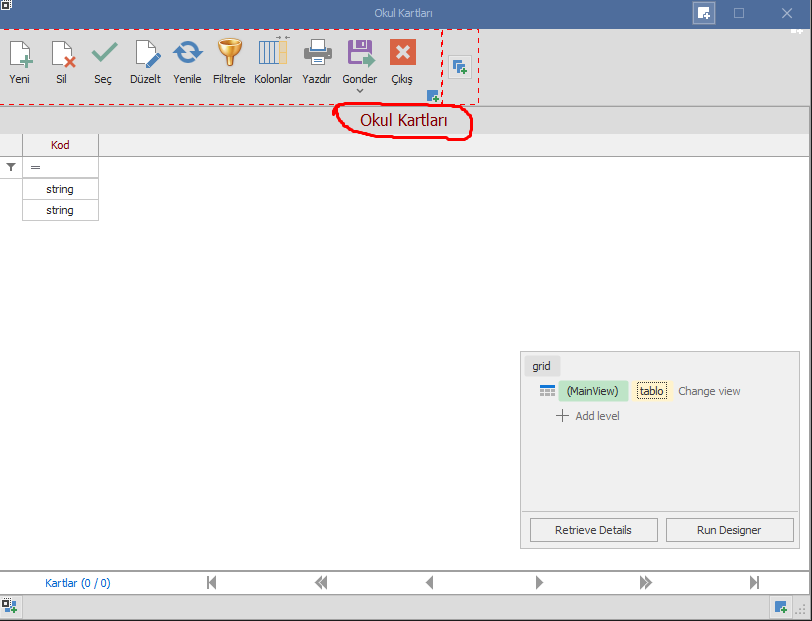 Okul Kartları
Yeni Sil Seç Düzelt Yenile Filtrele Kolonlar Yazdır Gonder Çıkış
Okul Kartları
Kod
=
string
string
grid
(MainView) tablo Change view
Add level
Retrieve Details Run Designer
Kartlar (0 / 0)